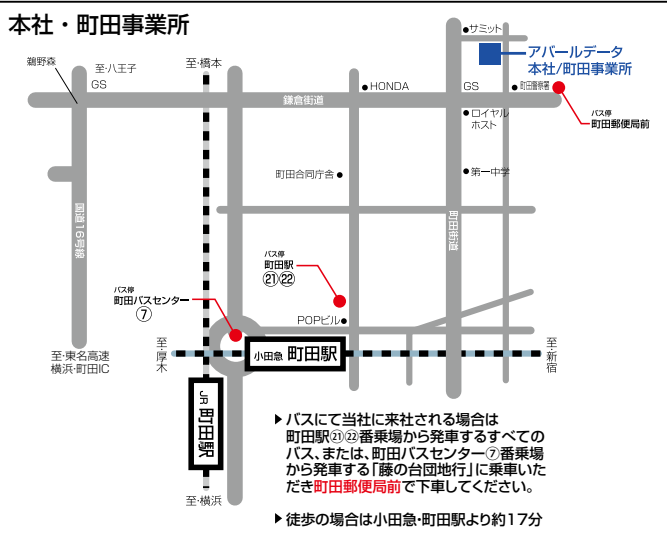 本社・町田事業所
サミット
アバールデータ
本社/町田事業所
鵜野森
至・八王子
GS
至・橋本
HONDA
GS
町田警察署
鎌倉街道
ロイヤル
ホスト
バス停
町田郵便局前
町田合同庁舎
第一中学
国道16号線
町田街道
バス停
町田駅
㉑㉒
バス停
町田バスセンター
⑦
POPビル
至・東名高速
横浜・町田IC
至・厚木
小田急 町田駅
至・新宿
JR 町田駅
至・横浜
▶バスにて当社に来社される場合は
町田駅㉑㉒番乗場から発車するすべての
バス、または、町田バスセンター⑦番乗場
から発車する「藤の台団地行」に乗車いた
だき町田郵便局前で下車してください。
▶徒歩の場合は小田急・町田駅より約17分